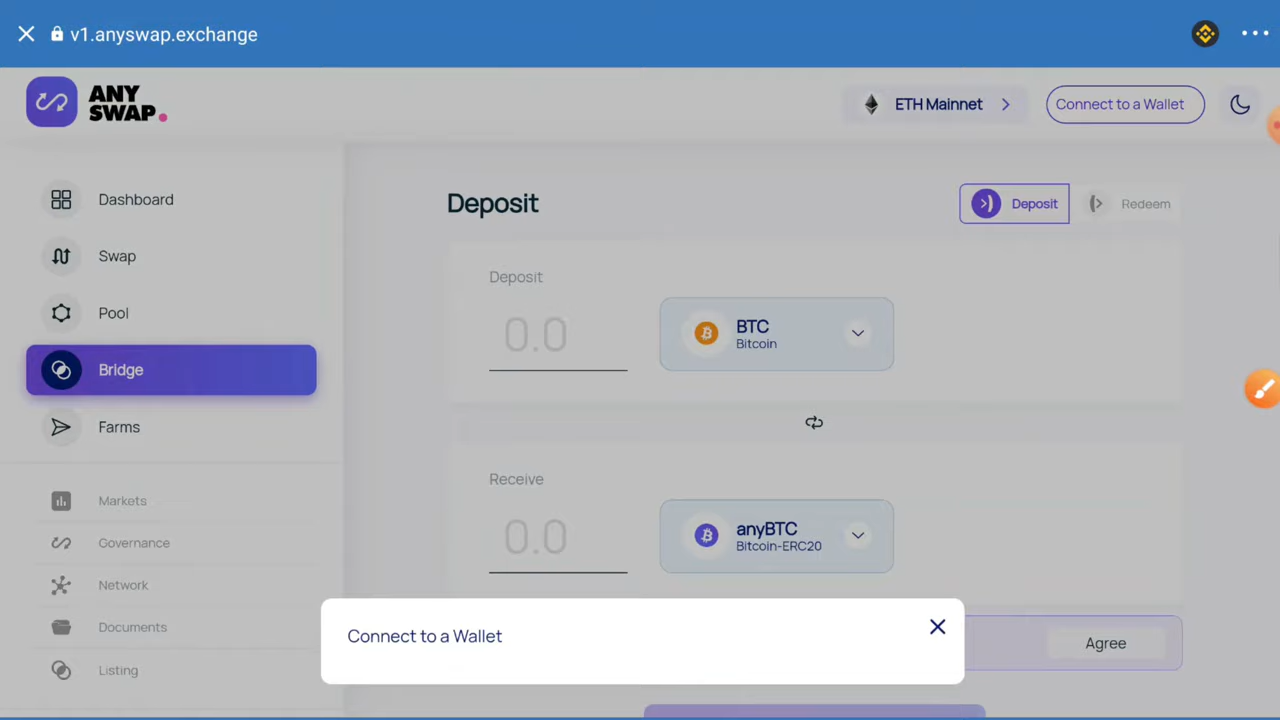 v1.anyswap.exchange
ANY
SWAP.
ETH Mainnet
Connect to a Wallet
Dashboard
Swap
Pool
Bridge
Farms
Markets
Governance
Network
Documents
Listing
Deposit
Deposit
Redeem
Deposit
0.0
BTC
Bitcoin
Receive
0.0
anyBTC
Bitcoin-ERC20
Connect to a Wallet
Agree